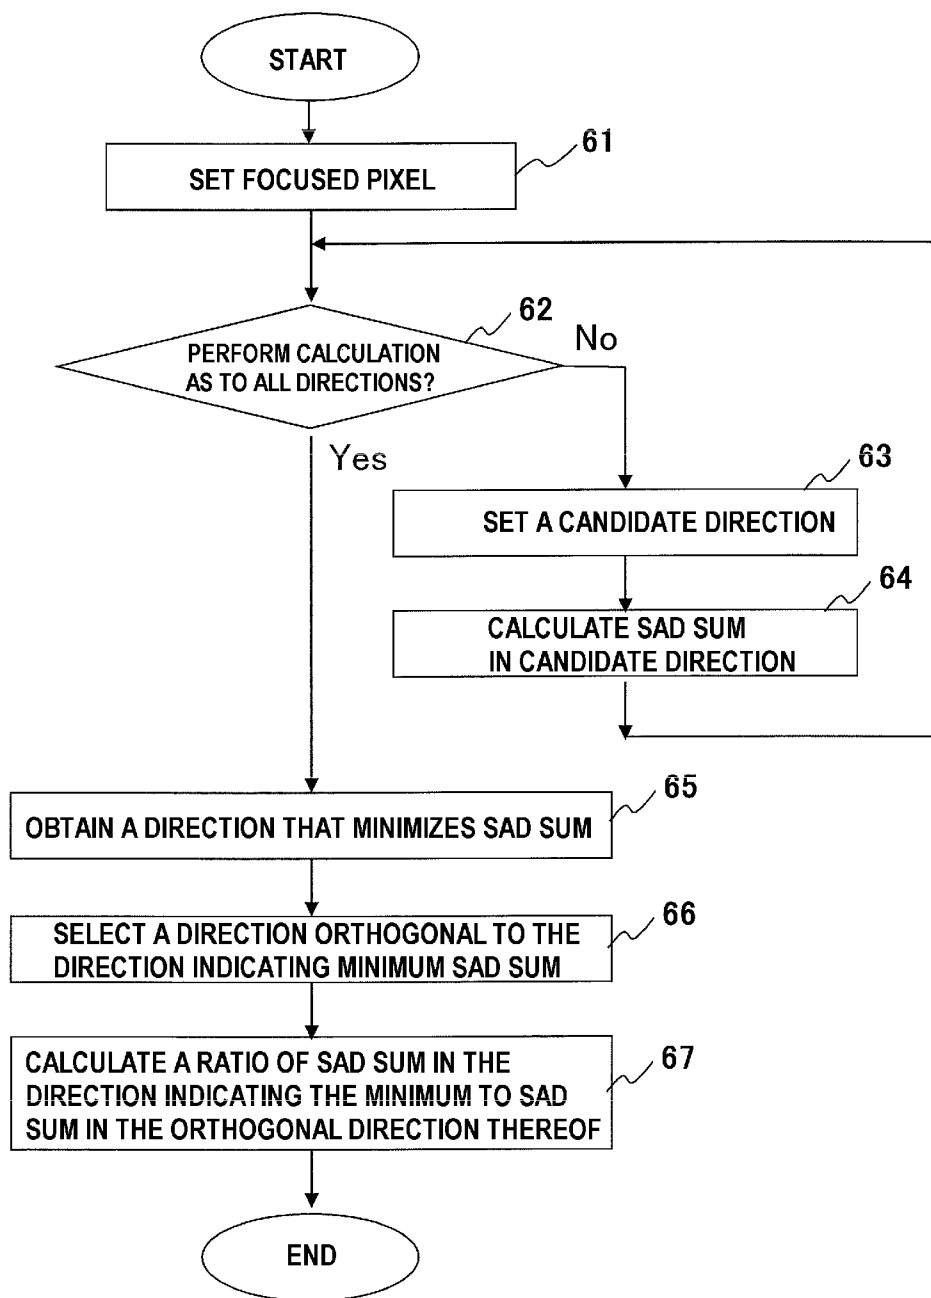 START
61
SET FOCUSED PIXEL
62
PERFORM CALCULATION
AS TO ALL DIRECTIONS?
No
Yes
63
SET A CANDIDATE DIRECTION
64
CALCULATE SAD SUM
IN CANDIDATE DIRECTION
65
OBTAIN A DIRECTION THAT MINIMIZES SAD SUM
66
SELECT A DIRECTION ORTHOGONAL TO THE
DIRECTION INDICATING MINIMUM SAD SUM
67
CALCULATE A RATIO OF SAD SUM IN THE
DIRECTION INDICATING THE MINIMUM TO SAD
SUM IN THE ORTHOGONAL DIRECTION THEREOF
END